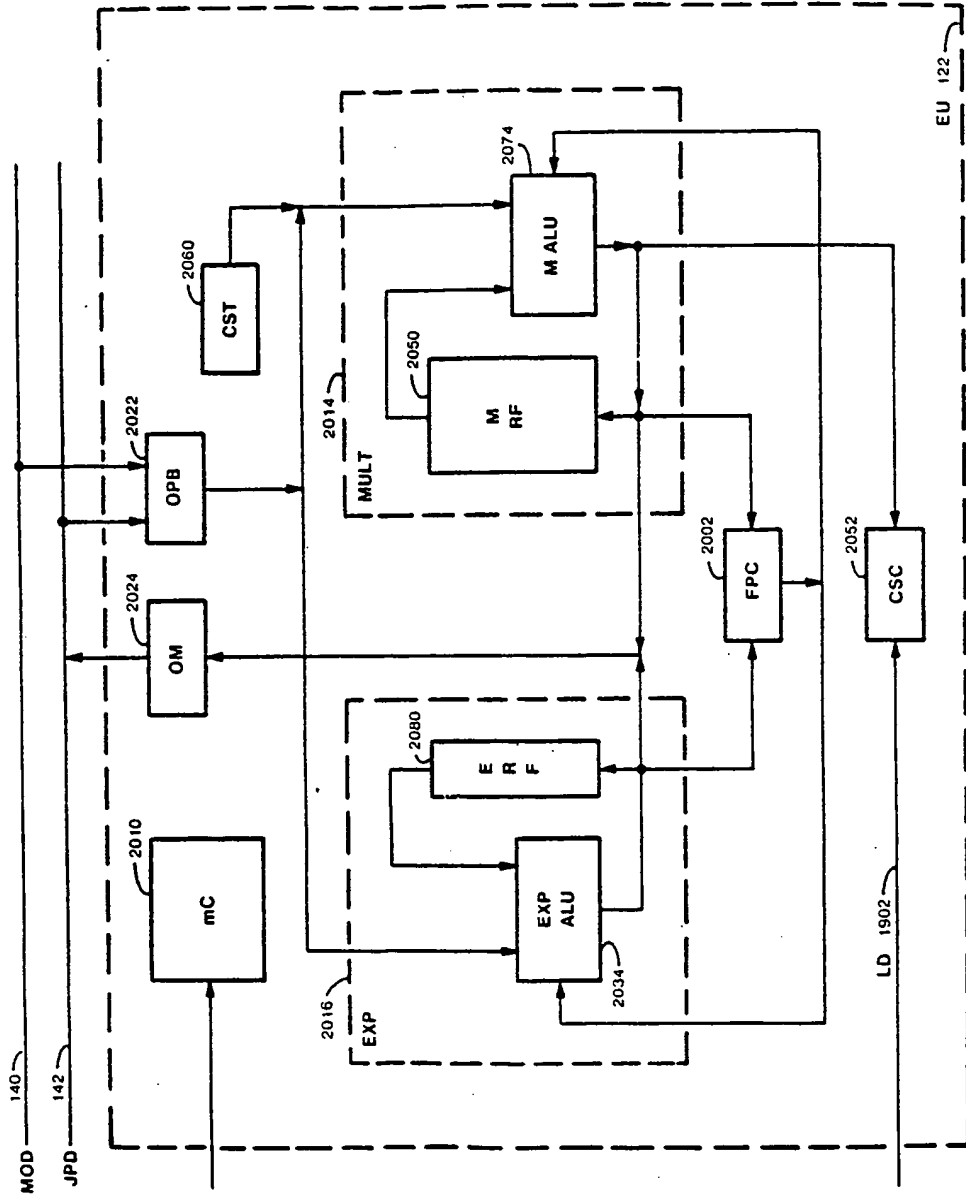 MOD 140
JPD 142
EU 122
mC 2010
OM 2024
OPB 2022
CST 2060
EXP 2016
EXP ALU 2034
E RF 2080
MULT 2014
M RF 2050
M ALU 2074
FPC 2002
CSC 2052
LD 1902